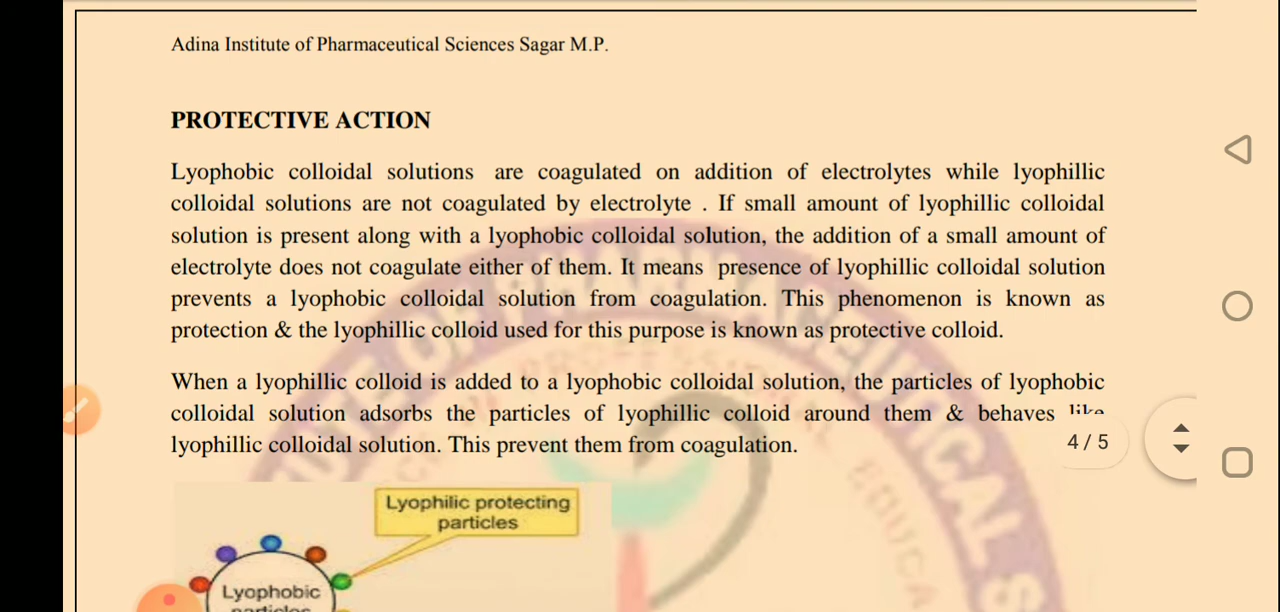 Adina Institute of Pharmaceutical Sciences Sagar M.P.
PROTECTIVE ACTION
Lyophobic colloidal solutions are coagulated on addition of electrolytes while lyophillic
colloidal solutions are not coagulated by electrolyte . If small amount of lyophillic colloidal
solution is present along with a lyophobic colloidal solution, the addition of a small amount of
electrolyte does not coagulate either of them. It means presence of lyophillic colloidal solution
prevents a lyophobic colloidal solution from coagulation. This phenomenon is known as
protection & the lyophillic colloid used for this purpose is known as protective colloid.
When a lyophillic colloid is added to a lyophobic colloidal solution, the particles of lyophobic
colloidal solution adsorbs the particles of lyophillic colloid around them & behaves like
lyophillic colloidal solution. This prevent them from coagulation.
4 / 5
Lyophilic protecting
particles
Lyophobic
particles